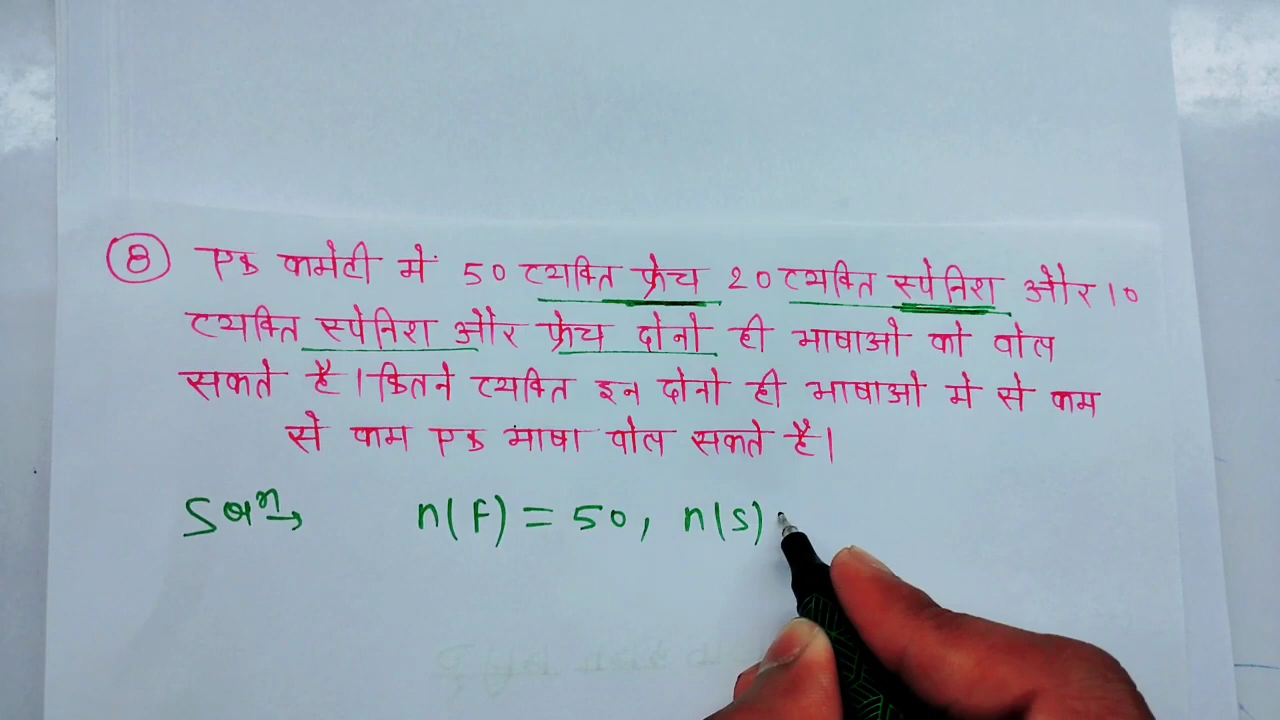 ⑧ एक कमेटी में 50 व्यक्ति फ्रेंच 20 व्यक्ति स्पेनिश और 10
व्यक्ति स्पेनिश और फ्रेंच दोनो ही भाषाओ को बोल
सकते है। कितने व्यक्ति इन दोनो ही भाषाओ मे से कम
से कम एक भाषा बोल सकते है।
Solⁿ→ n(F) = 50, n(S)